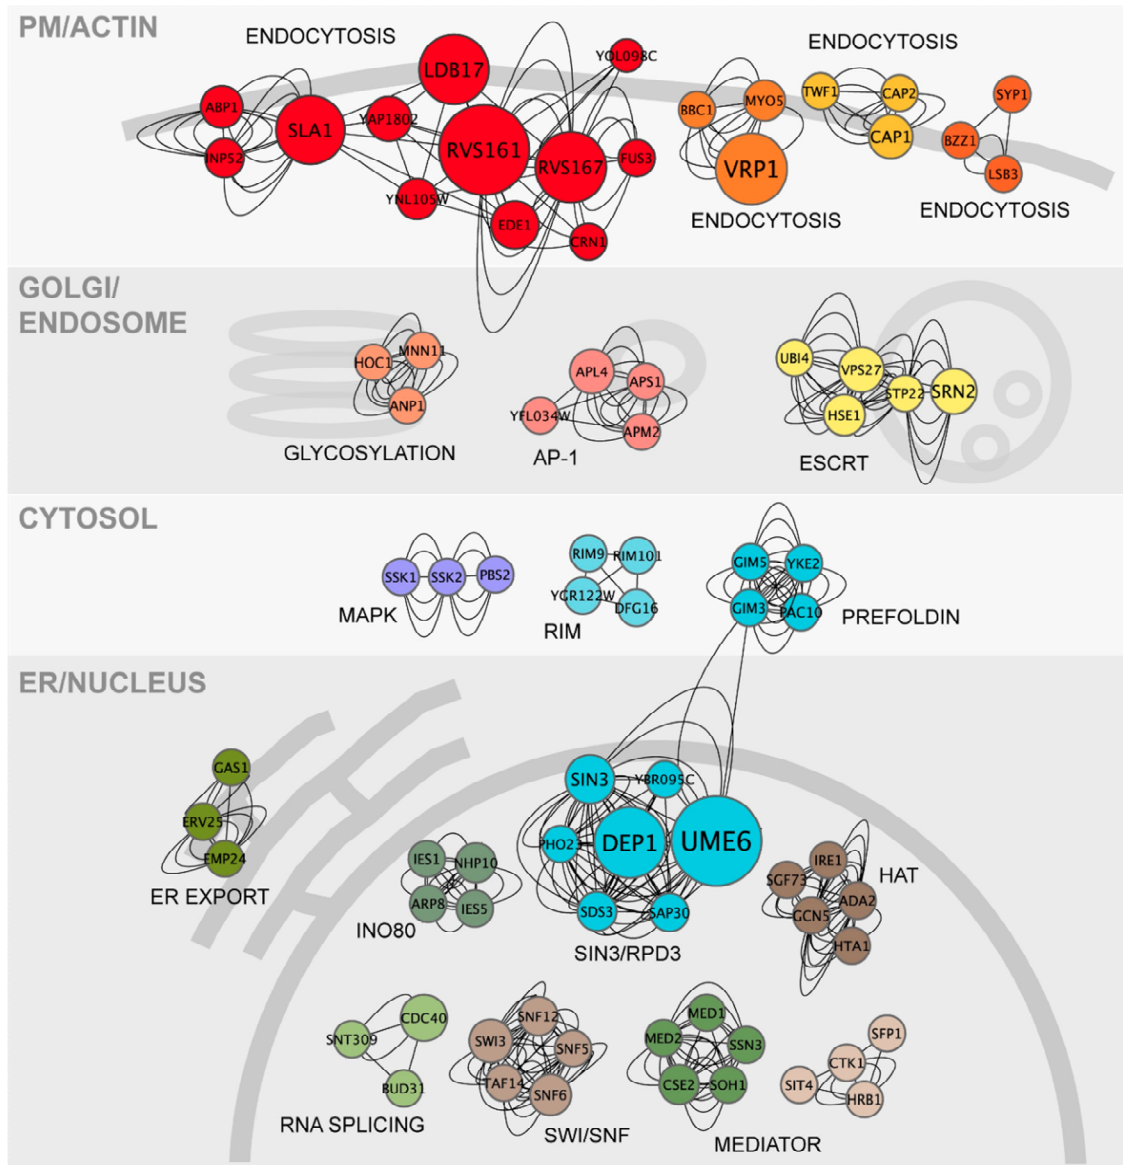 PM/ACTIN
ENDOCYTOSIS
ENDOCYTOSIS
YOL098C
LDB17
TWF1
CAP2
SYP1
ABP1
BBC1
MYO5
YAP1802
SLA1
CAP1
BZZ1
RVS161
INP52
RVS167
FUS3
VRP1
LSB3
YNL105W
EDE1
CRN1
ENDOCYTOSIS
ENDOCYTOSIS
GOLGI/
ENDOSOME
HOC1
MNN11
ANP1
GLYCOSYLATION
APL4
APS1
YFL034W
APM2
AP-1
UBI4
VPS27
STP22
SRN2
HSE1
ESCRT
CYTOSOL
SSK1
SSK2
PBS2
MAPK
RIM9
RIM101
YGR122W
DFG16
RIM
GIM5
YKE2
GIM3
PAC10
PREFOLDIN
ER/NUCLEUS
GAS1
ERV25
EMP24
ER EXPORT
IES1
NHP10
ARP8
IES5
INO80
SIN3
YBR095C
PHO23
DEP1
UME6
SDS3
SAP30
SIN3/RPD3
IRE1
SGF73
HAT
ADA2
GCN5
HTA1
CDC40
SNT309
BUD31
RNA SPLICING
SNF12
SWI3
SNF5
TAF14
SNF6
SWI/SNF
MED1
MED2
SSN3
CSE2
SOH1
MEDIATOR
SFP1
CTK1
SIT4
HRB1